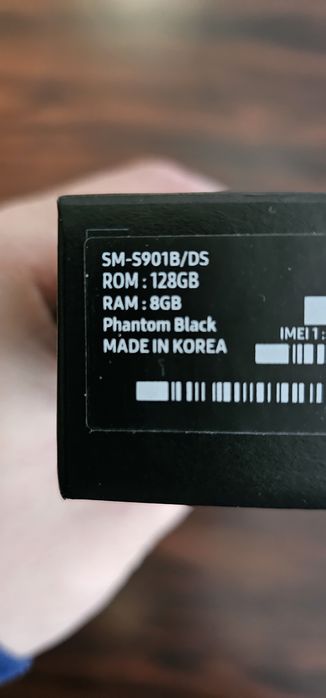 SM-S901B/DS
ROM : 128GB
RAM : 8GB
Phantom Black
MADE IN KOREA
IMEI 1 :